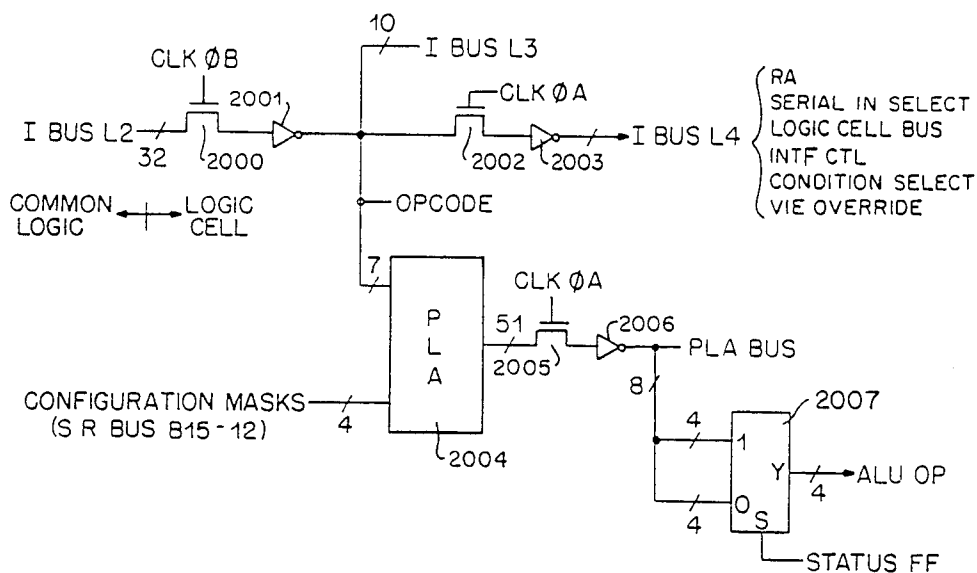 10
I BUS L3
CLK ØB
2001
CLK ØA
I BUS L2
32
2000
2002
2003
I BUS L4
RA
SERIAL IN SELECT
LOGIC CELL BUS
INTF CTL
CONDITION SELECT
VIE OVERRIDE
COMMON LOGIC
LOGIC CELL
OPCODE
7
PLA
CLK ØA
51
2005
2006
PLA BUS
8
CONFIGURATION MASKS
(S R BUS B15-12)
4
2004
2007
4
1
Y
4
ALU OP
4
0
S
STATUS FF